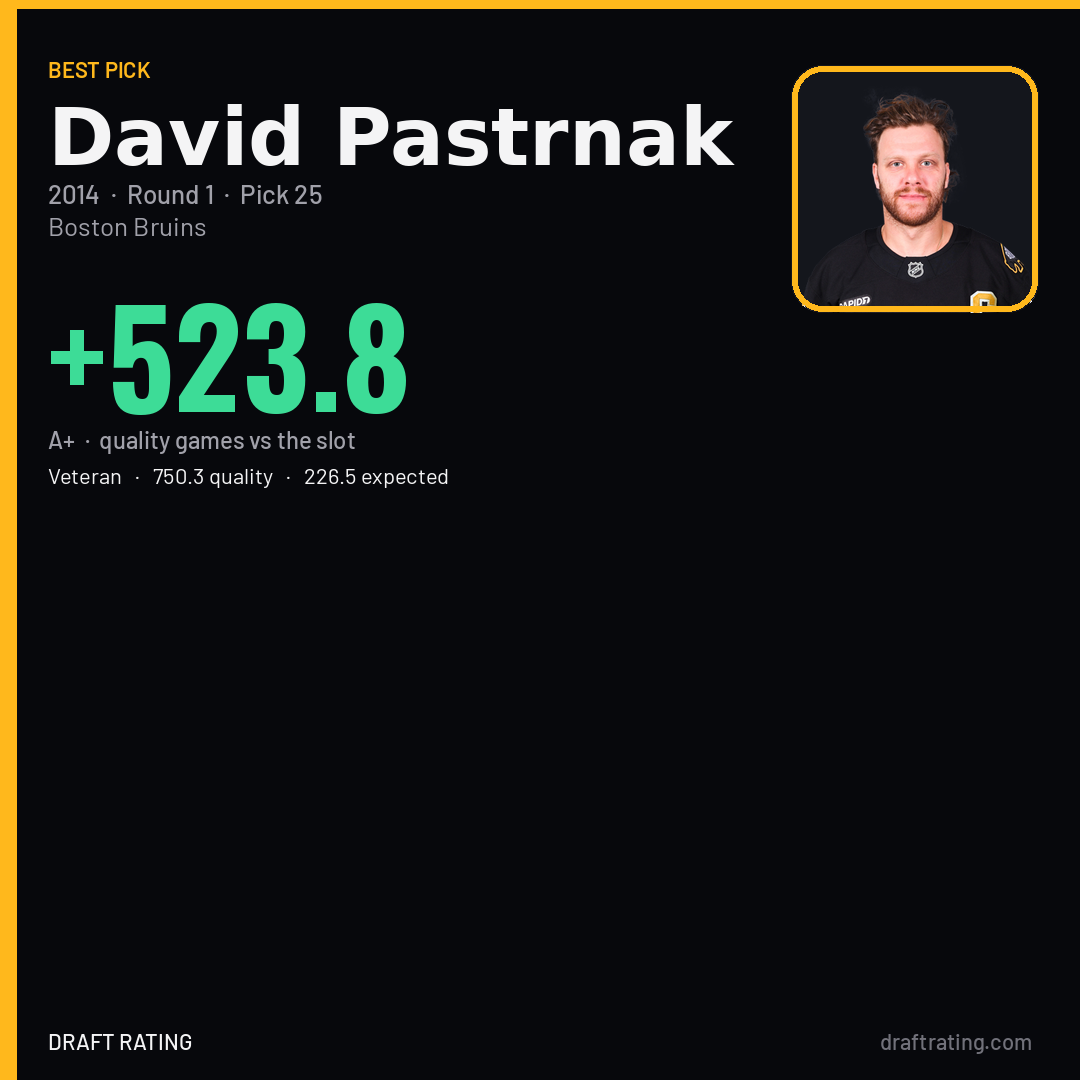 BEST PICK
David Pastrnak
2014 · Round 1 · Pick 25
Boston Bruins
+523.8
A+ · quality games vs the slot
Veteran · 750.3 quality · 226.5 expected
DRAFT RATING
draftrating.com